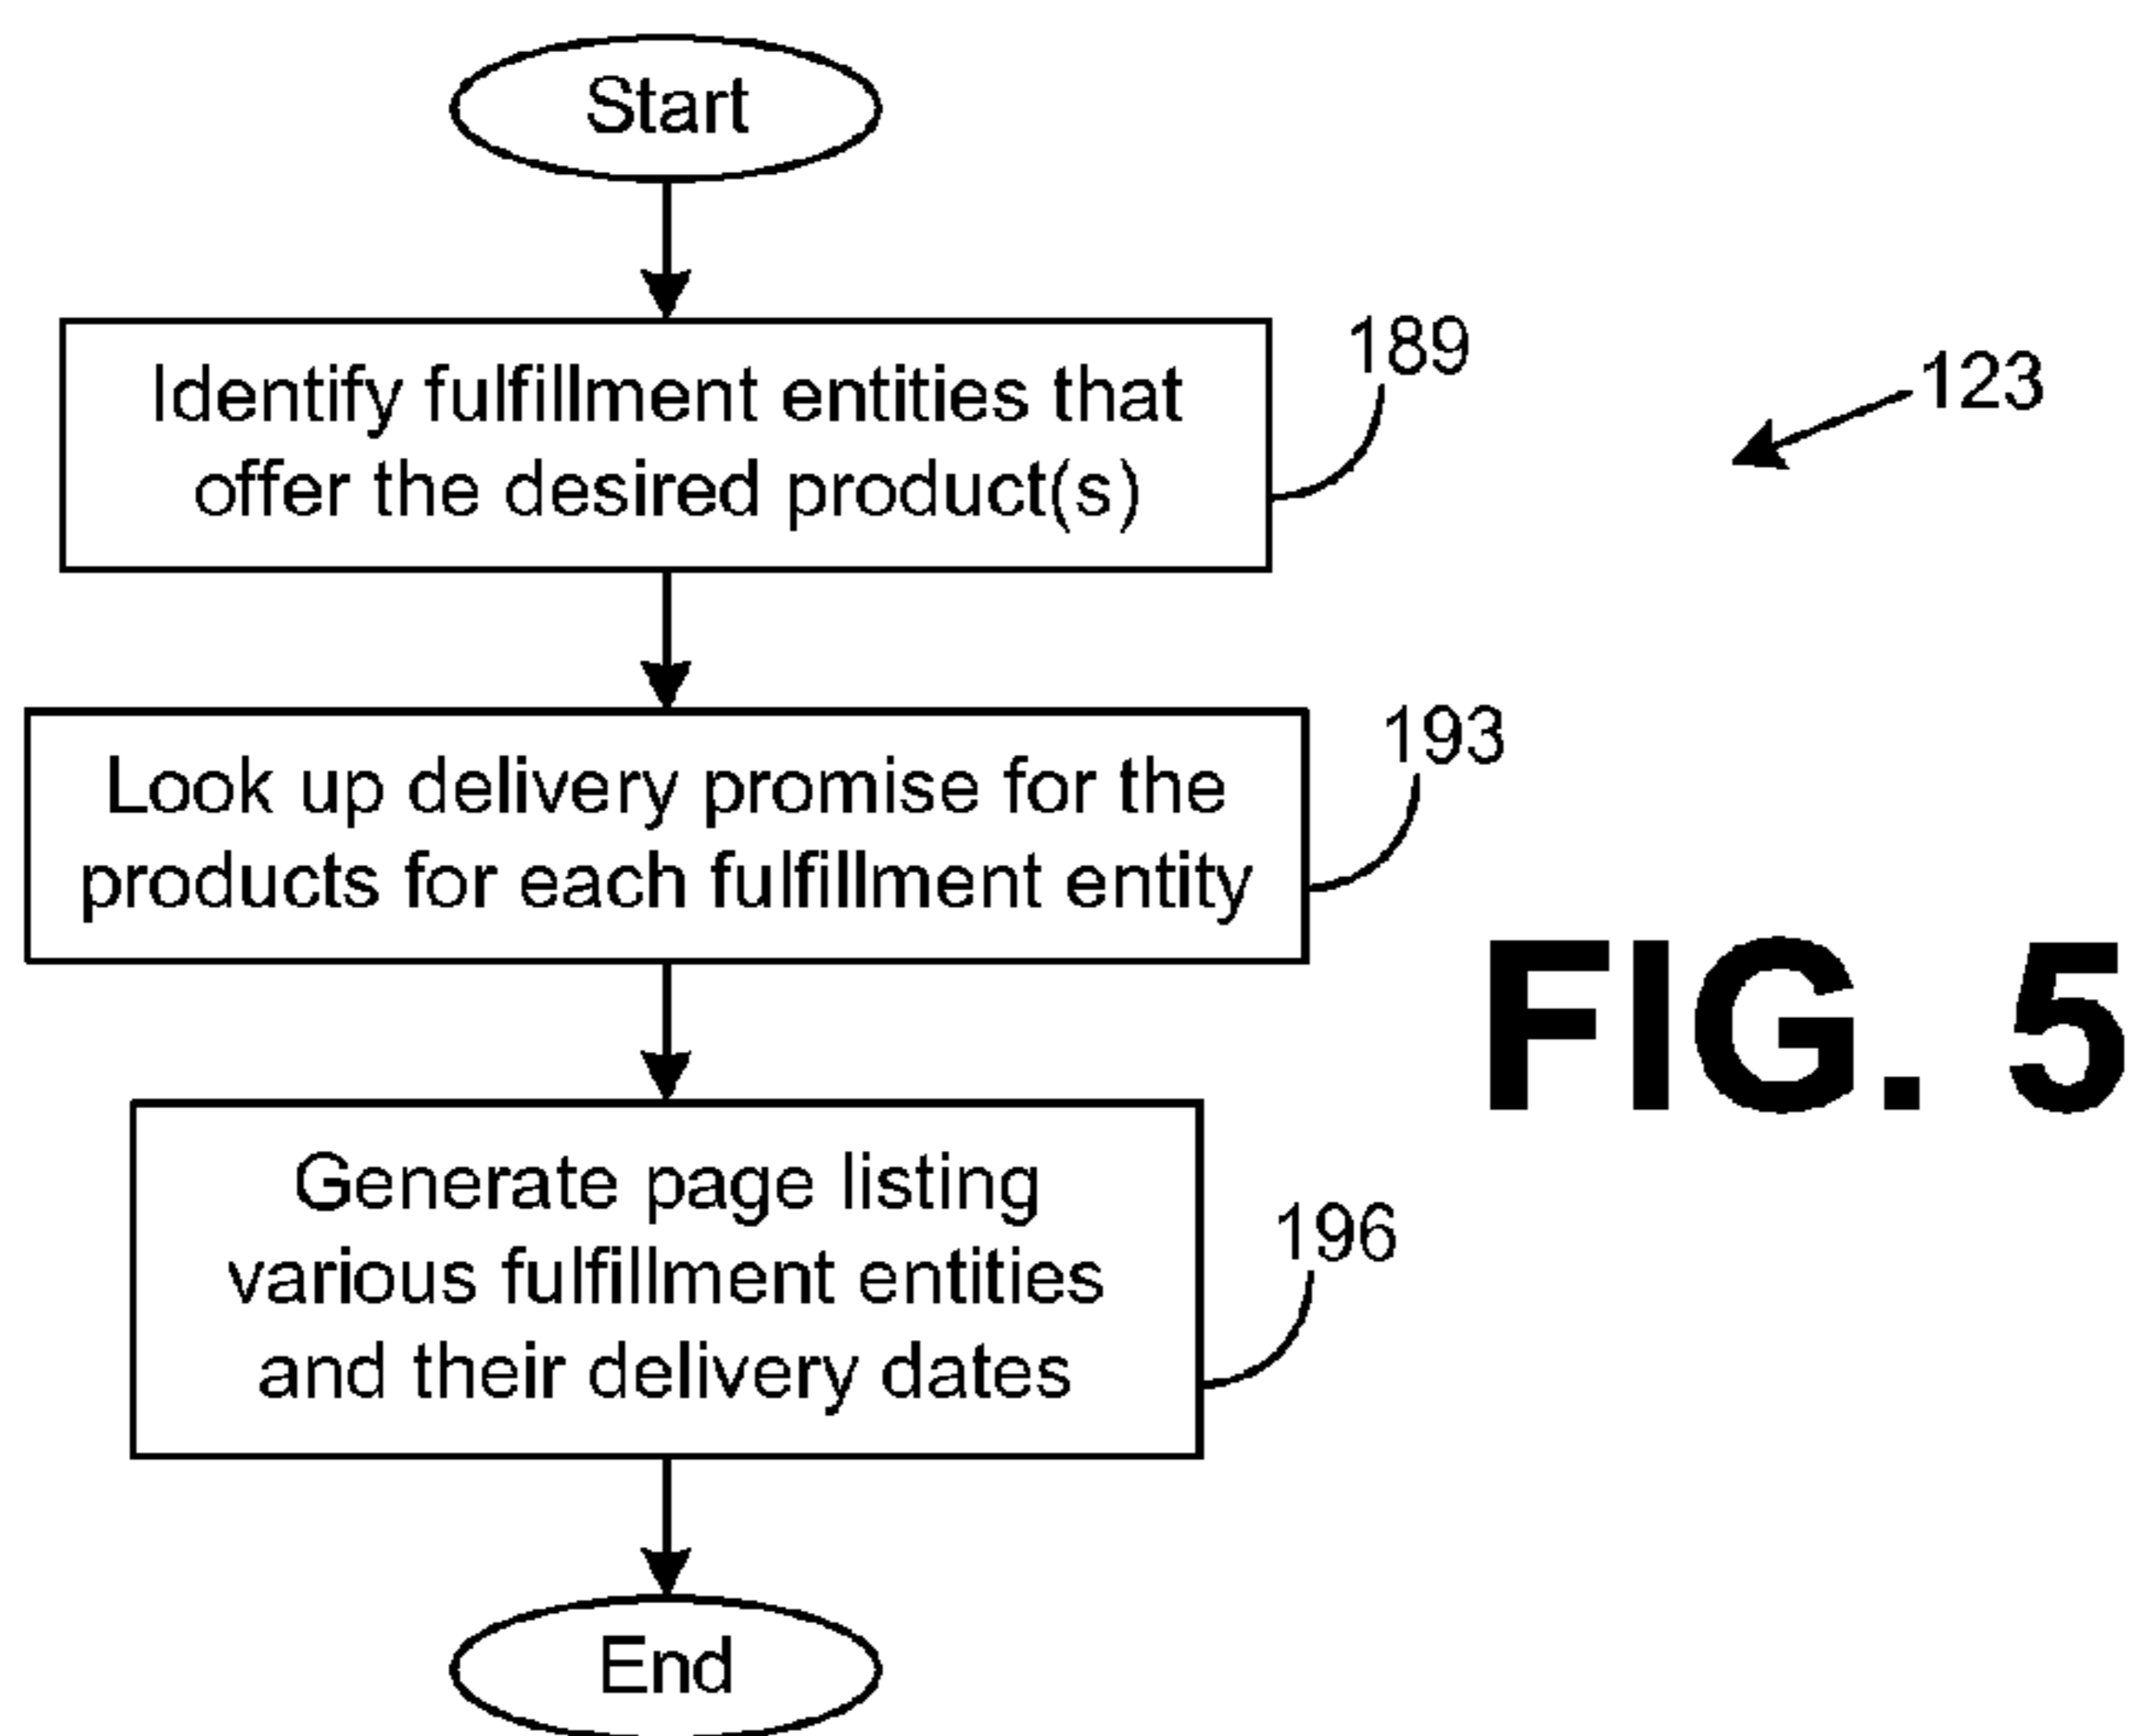 Start
Identify fulfillment entities that
offer the desired product(s)
189
123
Look up delivery promise for the
products for each fulfillment entity
193
FIG. 5
Generate page listing
various fulfillment entities
and their delivery dates
196
End